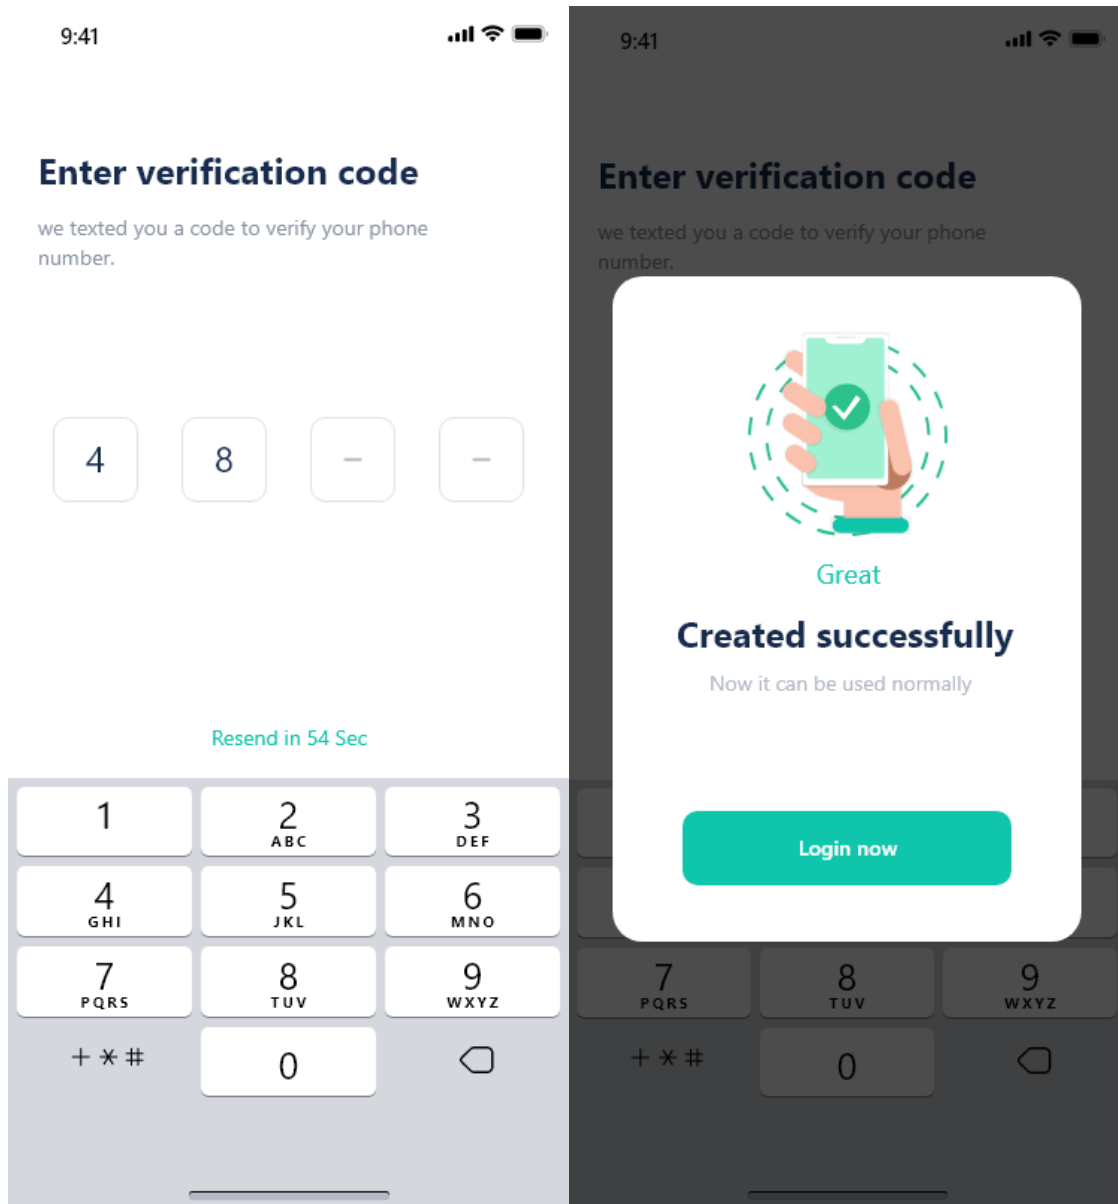 9:41
Enter verification code
we texted you a code to verify your phone
number.
4 8 – –
Resend in 54 Sec
1 2 3
ABC DEF
4 5 6
GHI JKL MNO
7 8 9
PQRS TUV WXYZ
+ * # 0
9:41
Enter verification code
we texted you a code to verify your phone
number.
Great
Created successfully
Now it can be used normally
Login now
7 8 9
PQRS TUV WXYZ
+ * # 0